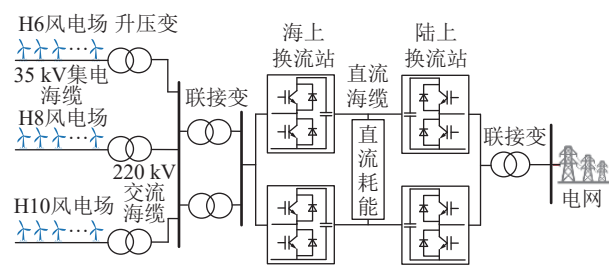 H6风电场
升压变
35 kV集电
海缆
H8风电场
220 kV
交流
海缆
H10风电场
联接变
海上
换流站
直流
海缆
直
流
耗
能
陆上
换流站
联接变
电网